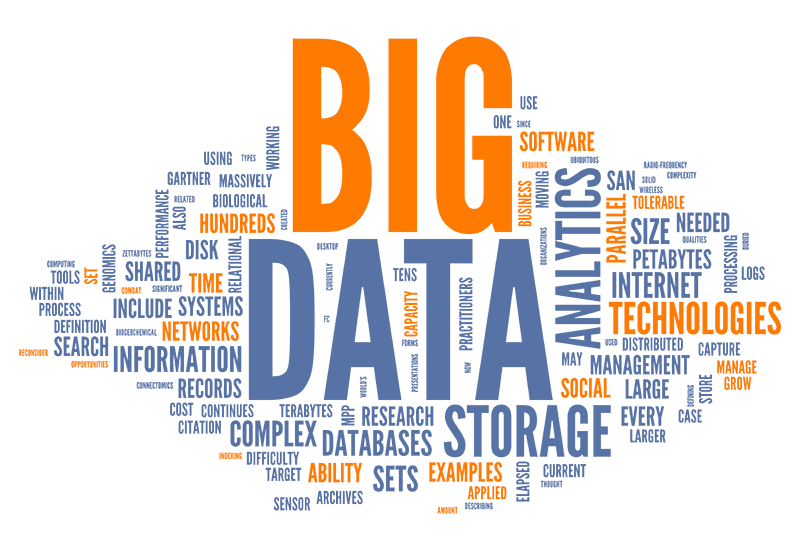 BIG
DATA
USE
ONE
SINCE
SOFTWARE
WORKING
USING
TYPES
REQUIRING
UBIQUITOUS
RADIO-FREQUENCY
COMPLEXITY
GARTNER
MASSIVELY
BUSINESS
MOVING
ANALYTICS
SAN
SOLID
WIRELESS
PERFORMANCE
ALSO
RELATED
BIOLOGICAL
CREATED
PARALLEL
TOLERABLE
HUNDREDS
SIZE
NEEDED
QUALITIES
ZETTABYTES
DISK
RELATIONAL
DESKTOP
CURRENTLY
ORGANIZATIONS
PETABYTES
PROCESSING
BURIED
COMPUTING
TOOLS
SET
GENOMICS
SHARED
TIME
TENS
PRACTITIONERS
INTERNET
LOGS
WITHIN
COMBAT
SIGNIFICANT
PROCESS
INCLUDE
SYSTEMS
FC
CAPACITY
TECHNOLOGIES
DEFINITION
BIOGEOCHEMICAL
NETWORKS
FORMS
USED
DISTRIBUTED
CAPTURE
RECONSIDER
SEARCH
OPPORTUNITIES
INFORMATION
WORLD'S
PRESENTATIONS
NOW
MAY
MANAGEMENT
MANAGE
GROW
CONNECTOMICS
RECORDS
SOCIAL
LARGE
DEFINING
STORE
COST
CONTINUES
TERABYTES
MPP
RESEARCH
STORAGE
EVERY
CASE
CITATION
COMPLEX
DATABASES
LARGER
INDEXING
DIFFICULTY
TARGET
ABILITY
SETS
EXAMPLES
ELAPSED
CURRENT
THOUGHT
SENSOR
ARCHIVES
APPLIED
AMOUNT
DESCRIBING